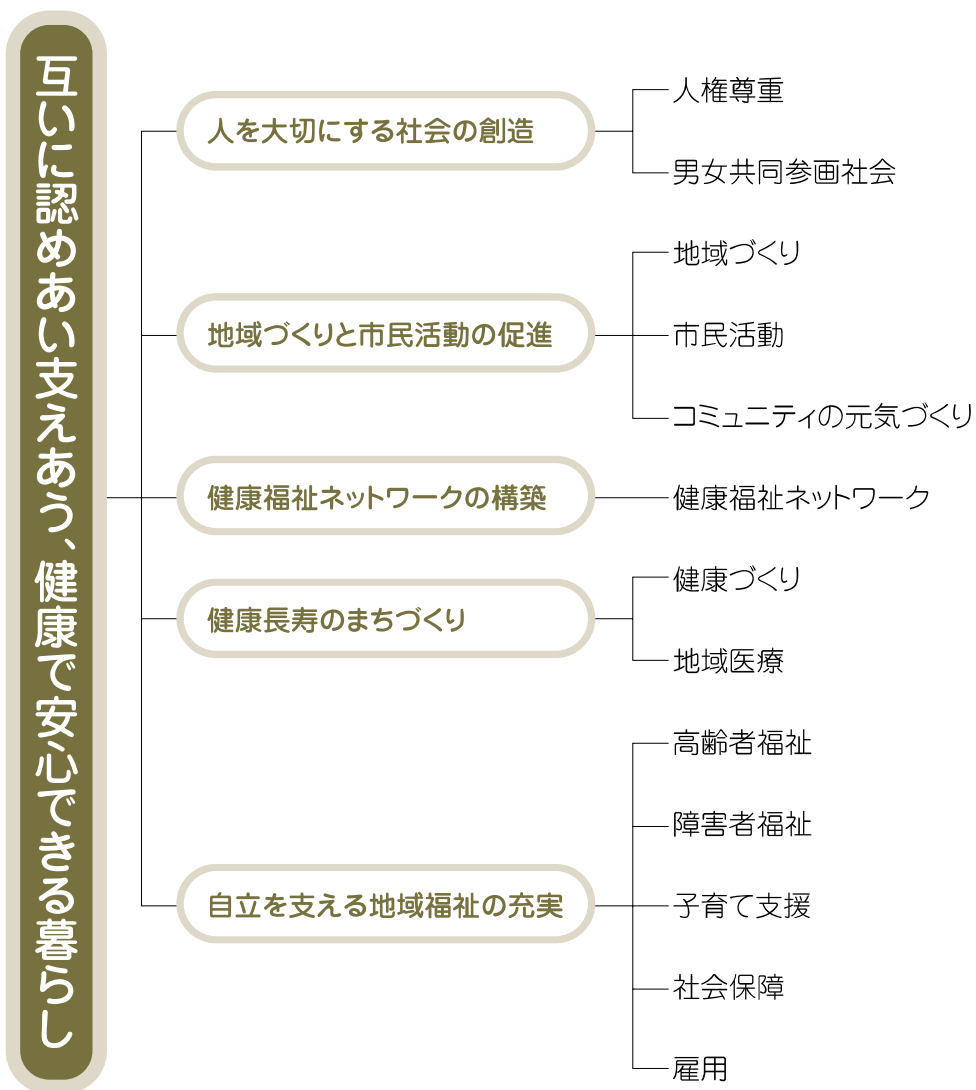 互いに認めあい支えあう、健康で安心できる暮らし
人を大切にする社会の創造
人権尊重
男女共同参画社会
地域づくりと市民活動の促進
地域づくり
市民活動
コミュニティの元気づくり
健康福祉ネットワークの構築
健康福祉ネットワーク
健康長寿のまちづくり
健康づくり
地域医療
自立を支える地域福祉の充実
高齢者福祉
障害者福祉
子育て支援
社会保障
雇用